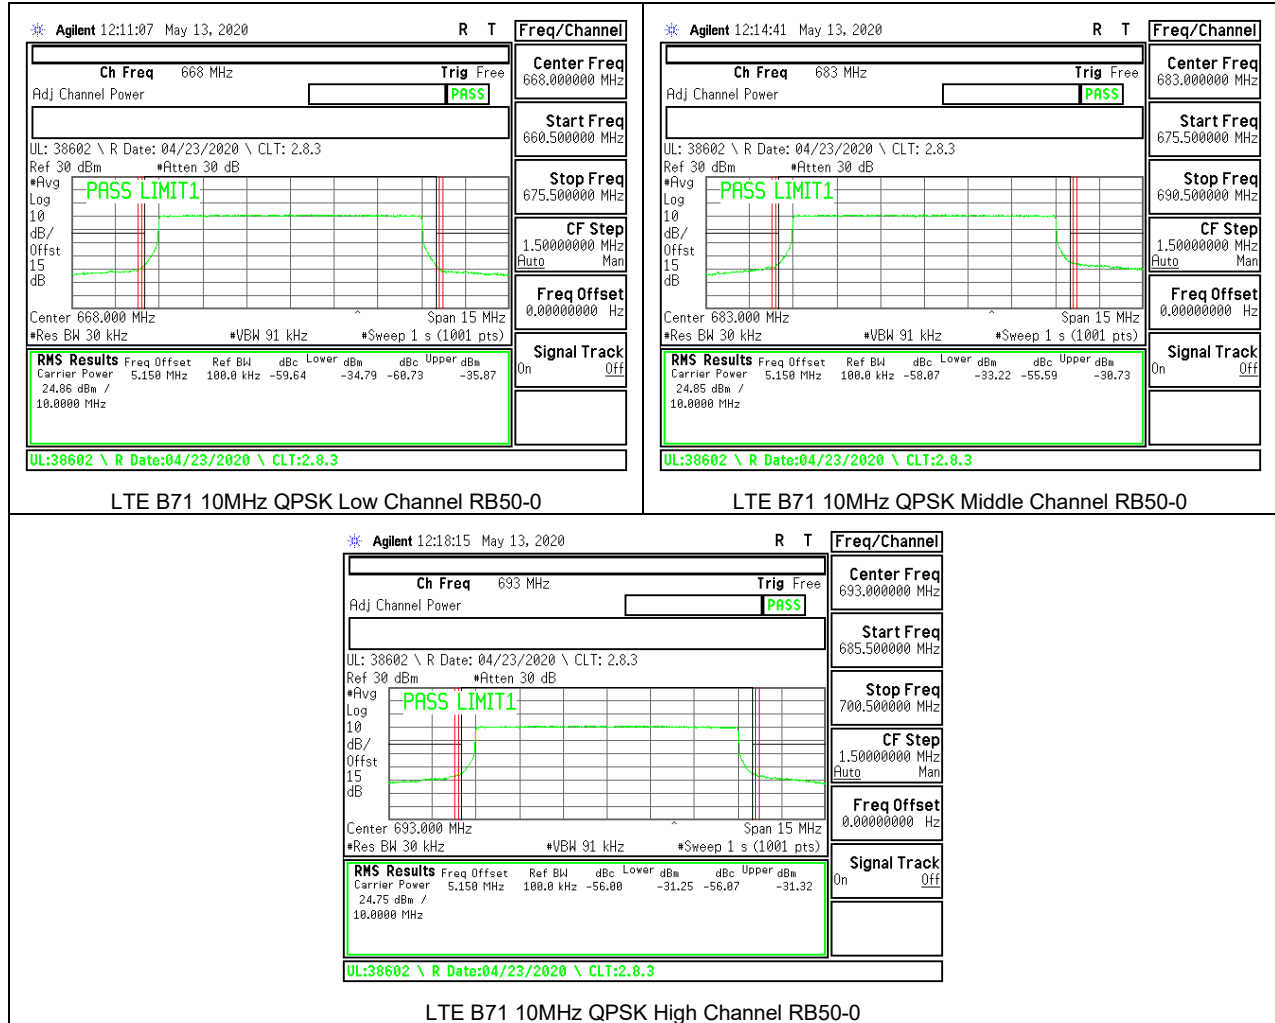 Agilent 12:11:07 May 13, 2020 R T Freq/Channel
Ch Freq 668 MHz Trig Free
Adj Channel Power PASS
UL: 38602 \ R Date: 04/23/2020 \ CLT: 2.8.3
Ref 30 dBm #Atten 30 dB
#Avg
Log
10
dB/
Offst
15
dB
PASS LIMIT1
Center 668.000 MHz ^ Span 15 MHz
#Res BW 30 kHz #VBW 91 kHz #Sweep 1 s (1001 pts)
RMS Results Freq Offset Ref BW dBc Lower dBm dBc Upper dBm
Carrier Power 5.150 MHz 100.0 kHz -59.64 -34.79 -60.73 -35.87
24.86 dBm /
10.0000 MHz
UL:38602 \ R Date:04/23/2020 \ CLT:2.8.3
Center Freq
668.000000 MHz
Start Freq
660.500000 MHz
Stop Freq
675.500000 MHz
CF Step
1.50000000 MHz
Auto Man
Freq Offset
0.00000000 Hz
Signal Track
On Off
LTE B71 10MHz QPSK Low Channel RB50-0
Agilent 12:14:41 May 13, 2020 R T Freq/Channel
Ch Freq 683 MHz Trig Free
Adj Channel Power PASS
UL: 38602 \ R Date: 04/23/2020 \ CLT: 2.8.3
Ref 30 dBm #Atten 30 dB
#Avg
Log
10
dB/
Offst
15
dB
PASS LIMIT1
Center 683.000 MHz ^ Span 15 MHz
#Res BW 30 kHz #VBW 91 kHz #Sweep 1 s (1001 pts)
RMS Results Freq Offset Ref BW dBc Lower dBm dBc Upper dBm
Carrier Power 5.150 MHz 100.0 kHz -58.07 -33.22 -55.59 -30.73
24.85 dBm /
10.0000 MHz
UL:38602 \ R Date:04/23/2020 \ CLT:2.8.3
Center Freq
683.000000 MHz
Start Freq
675.500000 MHz
Stop Freq
690.500000 MHz
CF Step
1.50000000 MHz
Auto Man
Freq Offset
0.00000000 Hz
Signal Track
On Off
LTE B71 10MHz QPSK Middle Channel RB50-0
Agilent 12:18:15 May 13, 2020 R T Freq/Channel
Ch Freq 693 MHz Trig Free
Adj Channel Power PASS
UL: 38602 \ R Date: 04/23/2020 \ CLT: 2.8.3
Ref 30 dBm #Atten 30 dB
#Avg
Log
10
dB/
Offst
15
dB
PASS LIMIT1
Center 693.000 MHz ^ Span 15 MHz
#Res BW 30 kHz #VBW 91 kHz #Sweep 1 s (1001 pts)
RMS Results Freq Offset Ref BW dBc Lower dBm dBc Upper dBm
Carrier Power 5.150 MHz 100.0 kHz -56.00 -31.25 -56.07 -31.32
24.75 dBm /
10.0000 MHz
UL:38602 \ R Date:04/23/2020 \ CLT:2.8.3
Center Freq
693.000000 MHz
Start Freq
685.500000 MHz
Stop Freq
700.500000 MHz
CF Step
1.50000000 MHz
Auto Man
Freq Offset
0.00000000 Hz
Signal Track
On Off
LTE B71 10MHz QPSK High Channel RB50-0